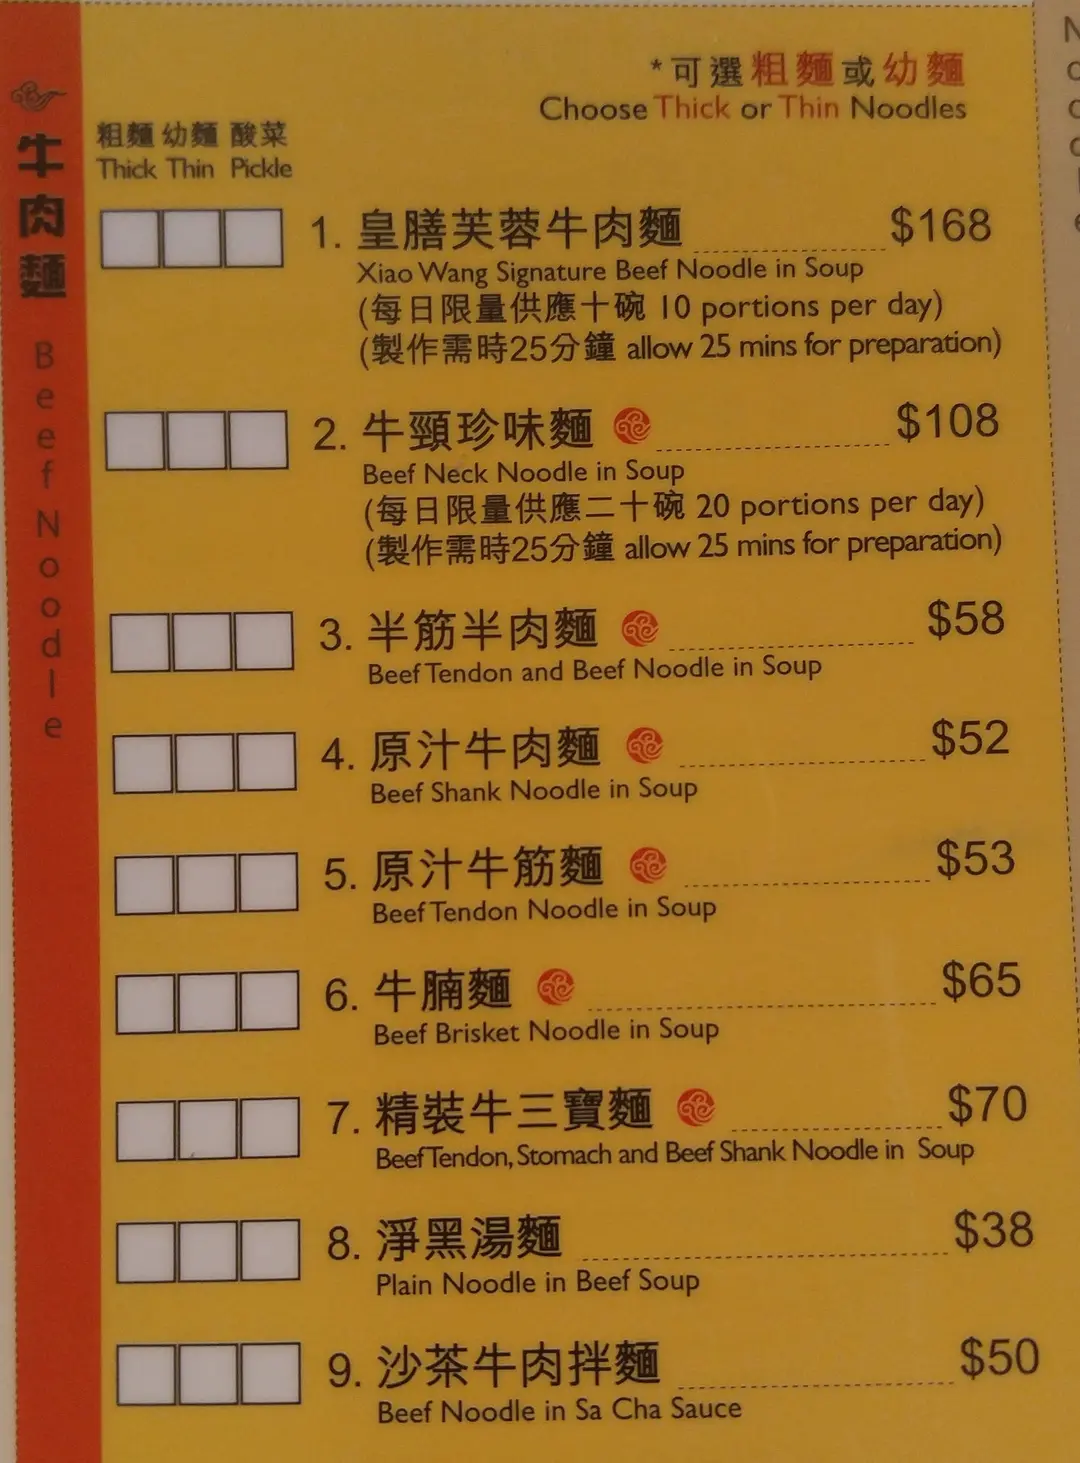 牛肉麵
Beef Noodle
*可選粗麵或幼麵
Choose Thick or Thin Noodles
粗麵 幼麵 酸菜
Thick Thin Pickle
1. 皇膳芙蓉牛肉麵 $168
Xiao Wang Signature Beef Noodle in Soup
(每日限量供應十碗 10 portions per day)
(製作需時25分鐘 allow 25 mins for preparation)
2. 牛頸珍味麵 $108
Beef Neck Noodle in Soup
(每日限量供應二十碗 20 portions per day)
(製作需時25分鐘 allow 25 mins for preparation)
3. 半筋半肉麵 $58
Beef Tendon and Beef Noodle in Soup
4. 原汁牛肉麵 $52
Beef Shank Noodle in Soup
5. 原汁牛筋麵 $53
Beef Tendon Noodle in Soup
6. 牛腩麵 $65
Beef Brisket Noodle in Soup
7. 精裝牛三寶麵 $70
Beef Tendon, Stomach and Beef Shank Noodle in Soup
8. 淨黑湯麵 $38
Plain Noodle in Beef Soup
9. 沙茶牛肉拌麵 $50
Beef Noodle in Sa Cha Sauce